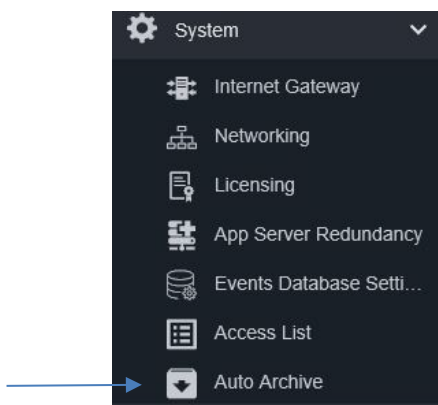 System
Internet Gateway
Networking
Licensing
App Server Redundancy
Events Database Setti...
Access List
Auto Archive